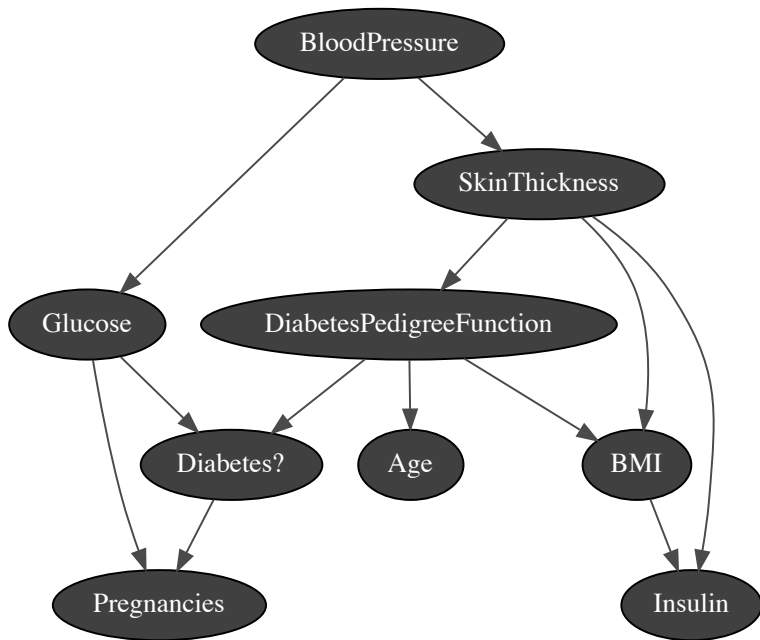 BloodPressure
SkinThickness
Glucose
DiabetesPedigreeFunction
Diabetes?
Age
BMI
Pregnancies
Insulin